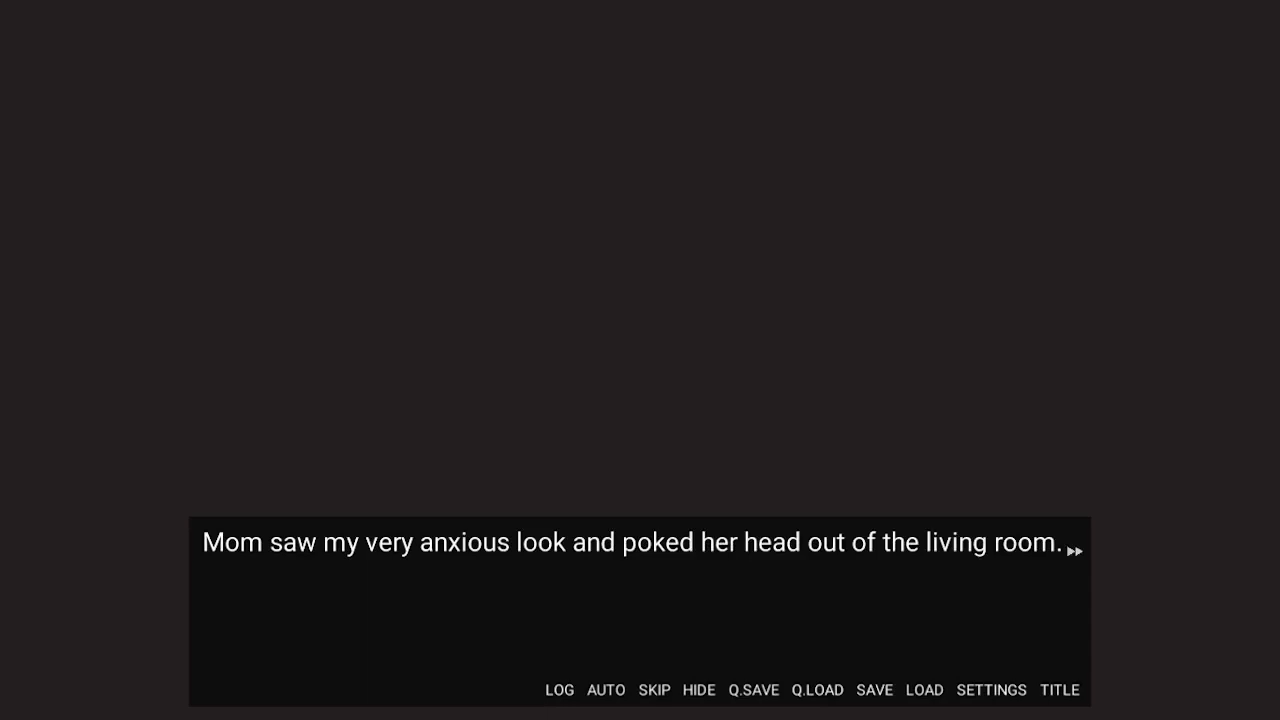 Mom saw my very anxious look and poked her head out of the living room.
LOG AUTO SKIP HIDE Q.SAVE Q.LOAD SAVE LOAD SETTINGS TITLE